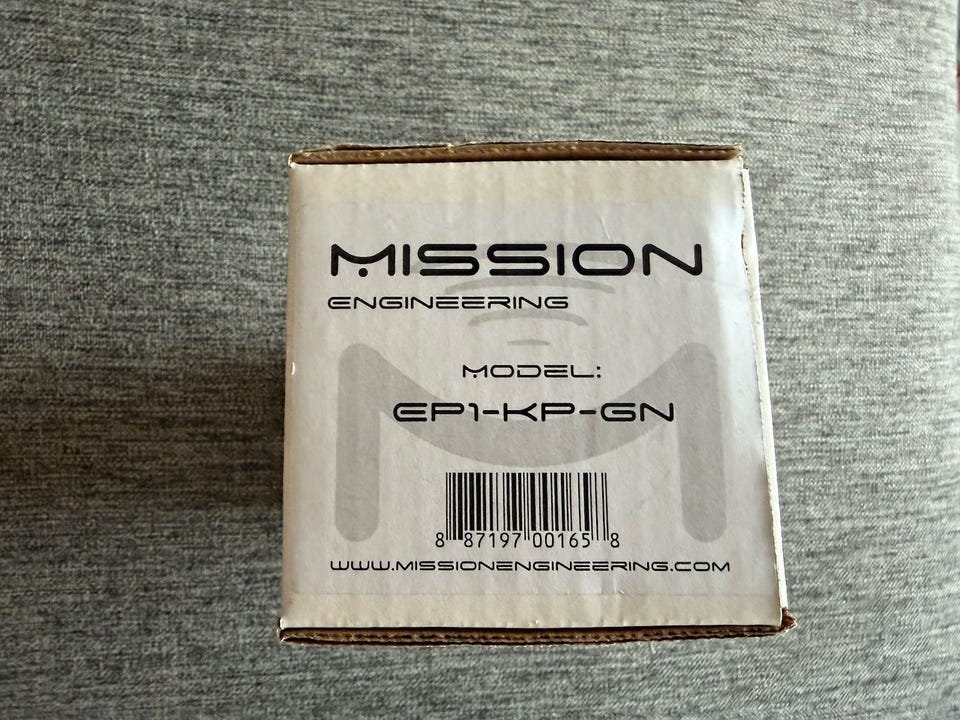 MISSION
ENGINEERING
MODEL:
EP1-KP-GN
8 87197 00165 8
WWW.MISSIONENGINEERING.COM